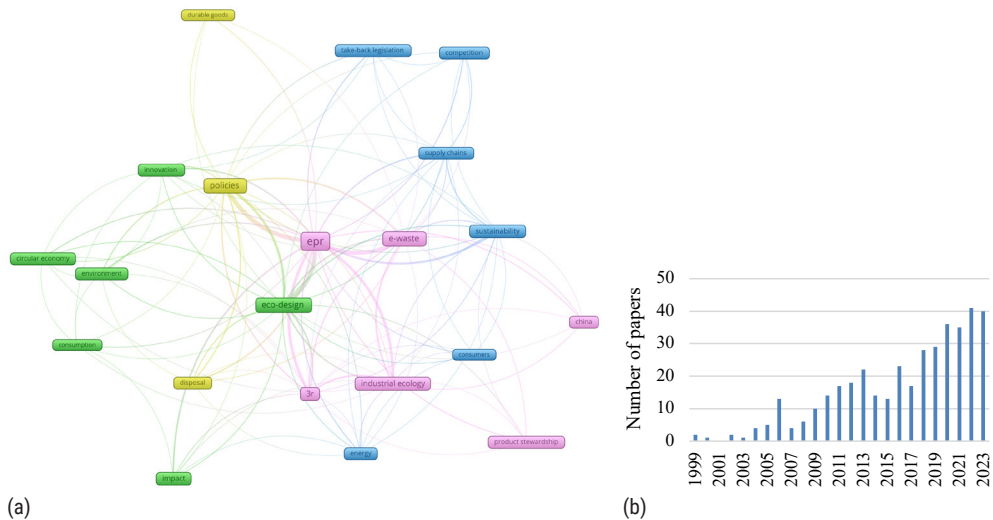 durable goods
take-back legislation
competition
supply chains
innovation
policies
epr
e-waste
sustainability
circular economy
environment
eco-design
china
consumption
consumers
disposal
3r
industrial ecology
product stewardship
energy
impact
(a)
Number of papers
50
40
30
20
10
0
1999
2001
2003
2005
2007
2009
2011
2013
2015
2017
2019
2021
2023
(b)